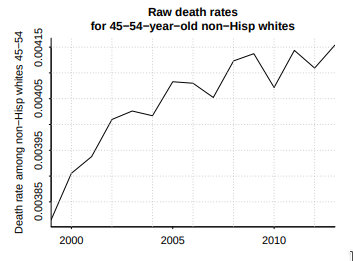 Raw death rates
for 45−54−year−old non−Hisp whites
Death rate among non−Hisp whites 45−54
0.00415
0.00405
0.00395
0.00385
2000 2005 2010